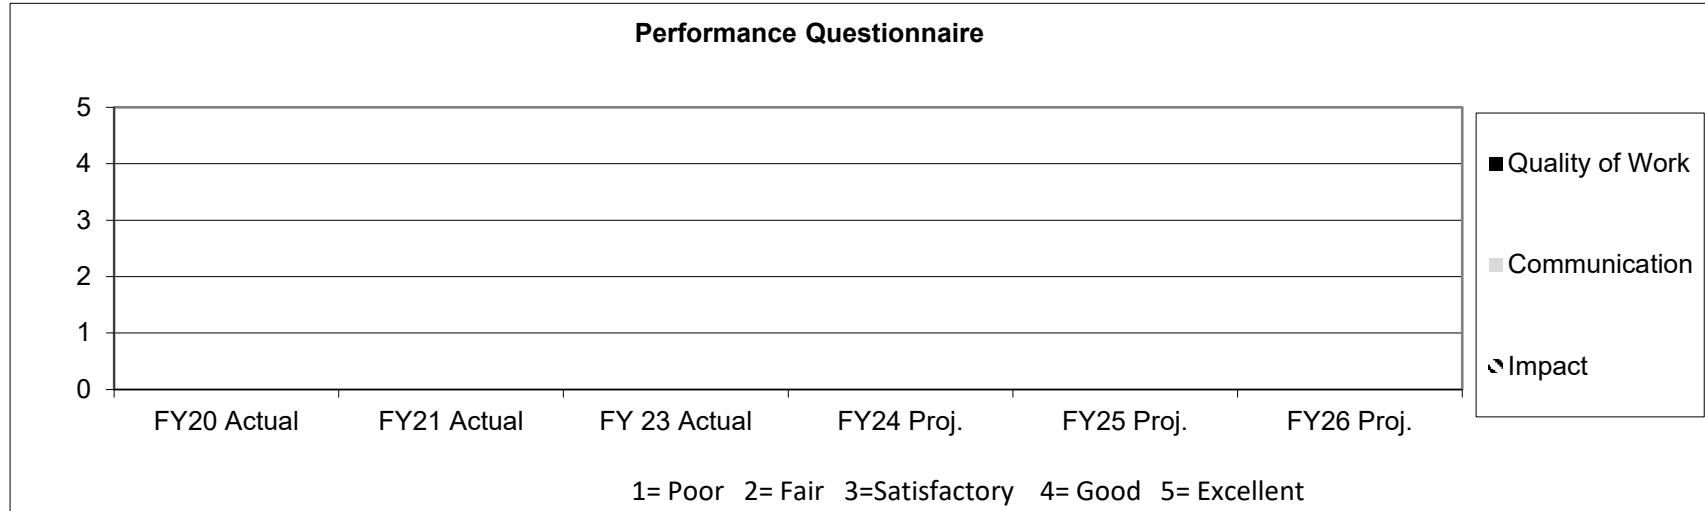 Performance Questionnaire
5
4
3
2
1
0
FY20 Actual FY21 Actual FY 23 Actual FY24 Proj. FY25 Proj. FY26 Proj.
Quality of Work
Communication
Impact
1= Poor 2= Fair 3=Satisfactory 4= Good 5= Excellent